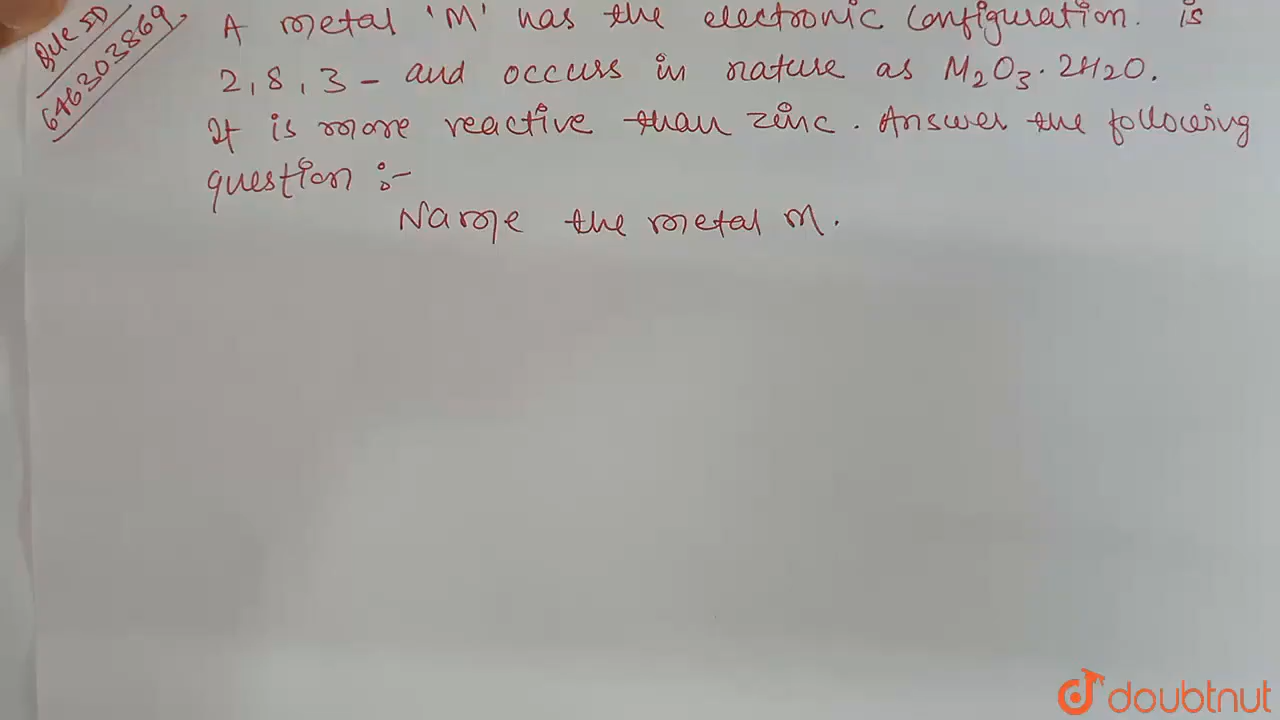 Que ID
646303869
A metal 'M' has the electronic configuration. is
2, 8, 3 - and occurs in nature as M₂O₃. 2H₂O.
It is more reactive than zinc. Answer the following
question :-
Name the metal M.
doubtnut